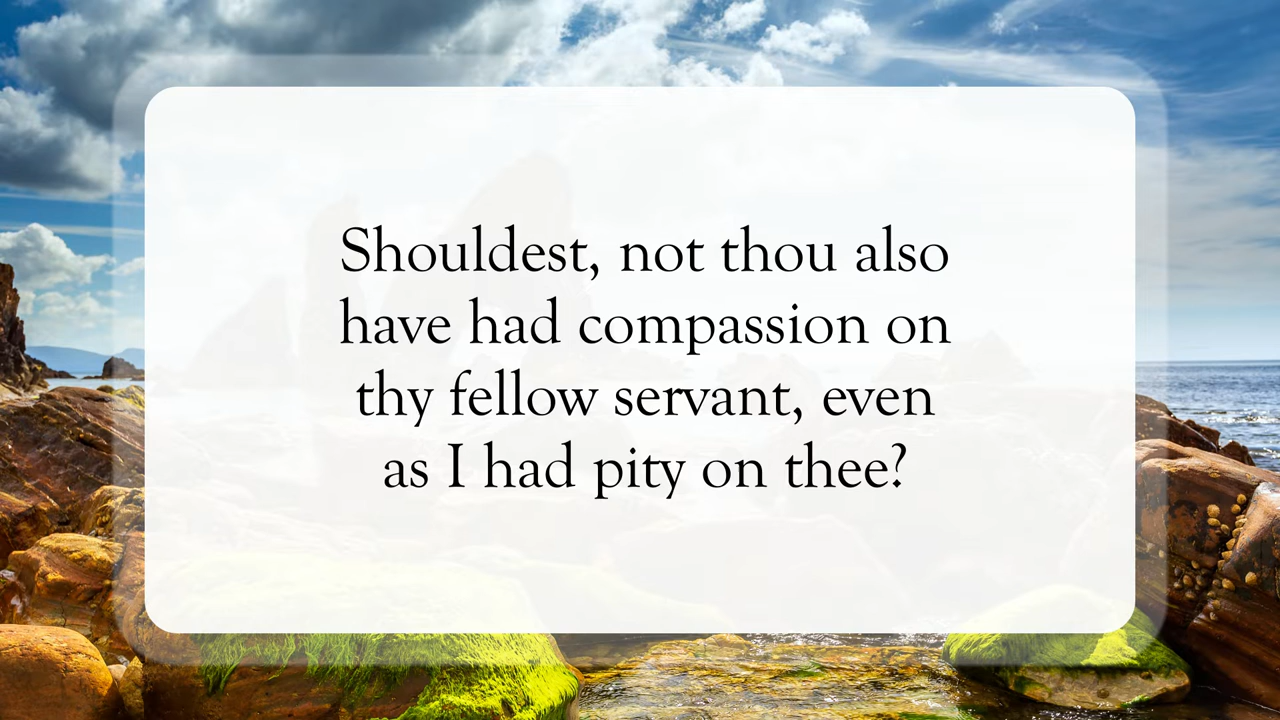 Shouldest, not thou also
have had compassion on
thy fellow servant, even
as I had pity on thee?